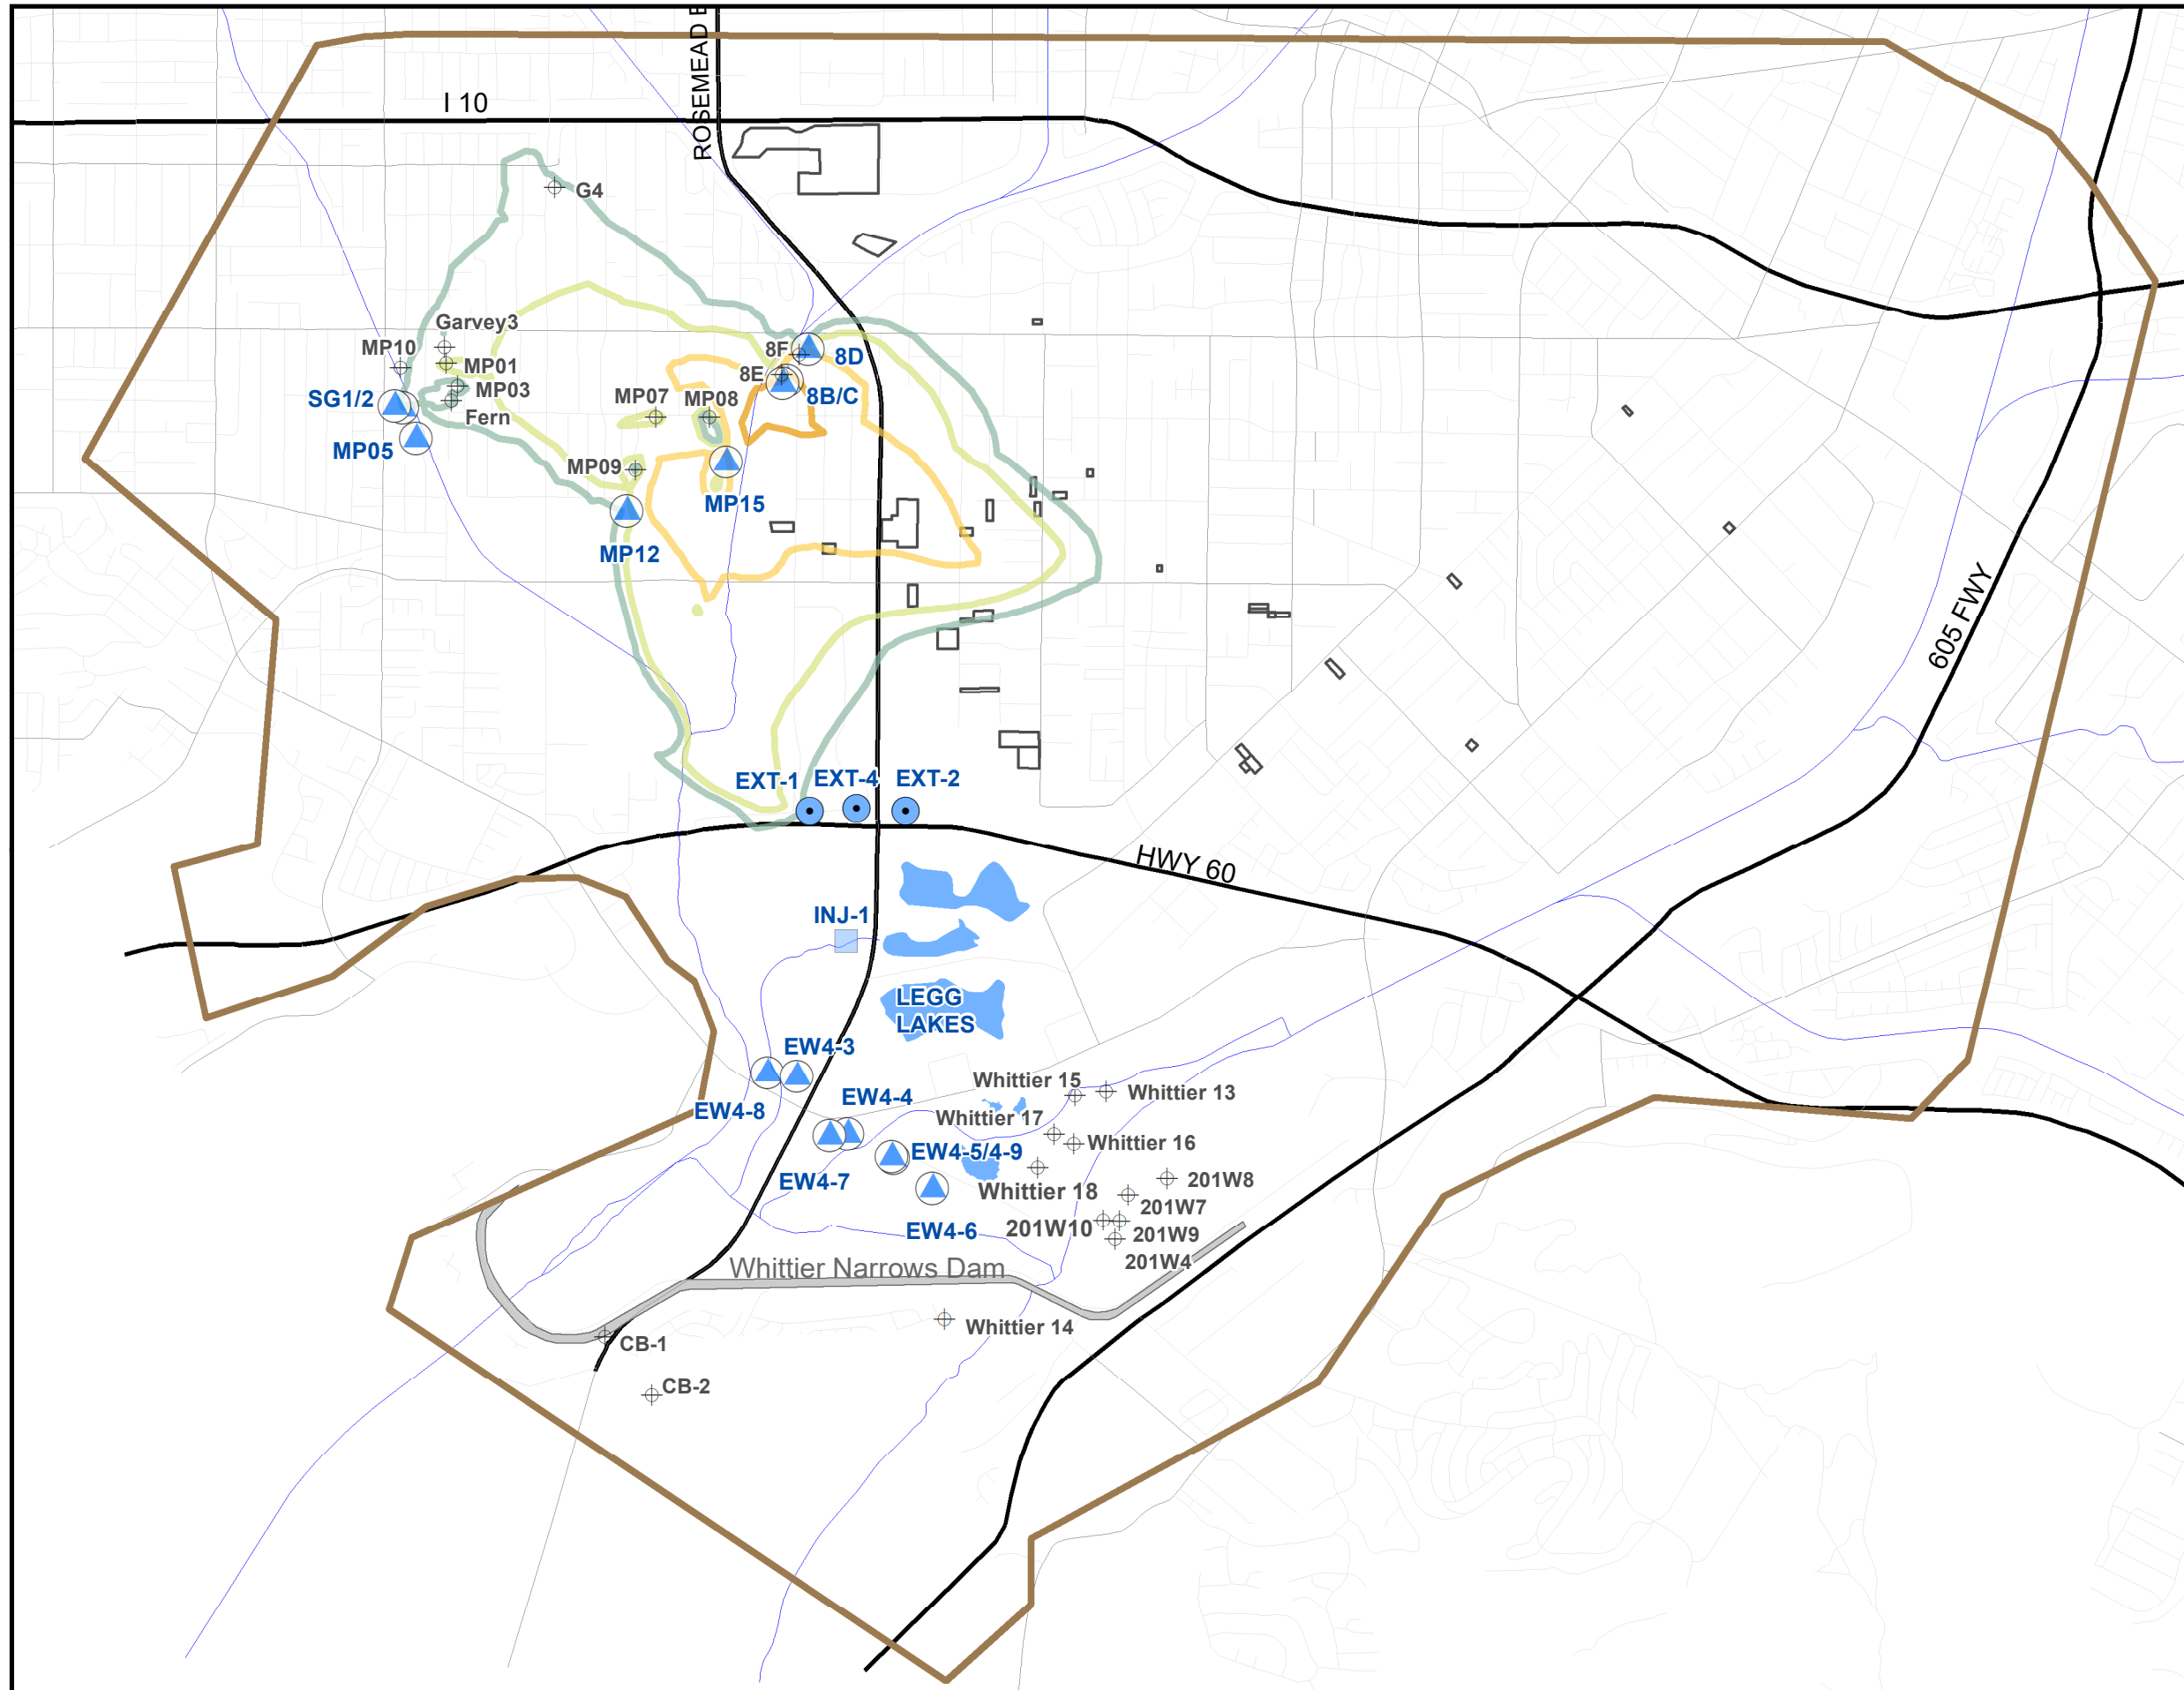 ROSEMEAD
I 10
G4
Garvey3
MP10
MP01
MP03
SG1/2
Fern
MP05
8F
8D
8E
8B/C
MP07
MP08
MP09
MP15
MP12
605 FWY
EXT-1
EXT-4
EXT-2
HWY 60
INJ-1
LEGG
LAKES
EW4-3
EW4-8
EW4-4
Whittier 15
Whittier 13
Whittier 17
Whittier 16
EW4-5/4-9
EW4-7
Whittier 18
201W8
201W7
EW4-6
201W10
201W9
201W4
Whittier Narrows Dam
Whittier 14
CB-1
CB-2